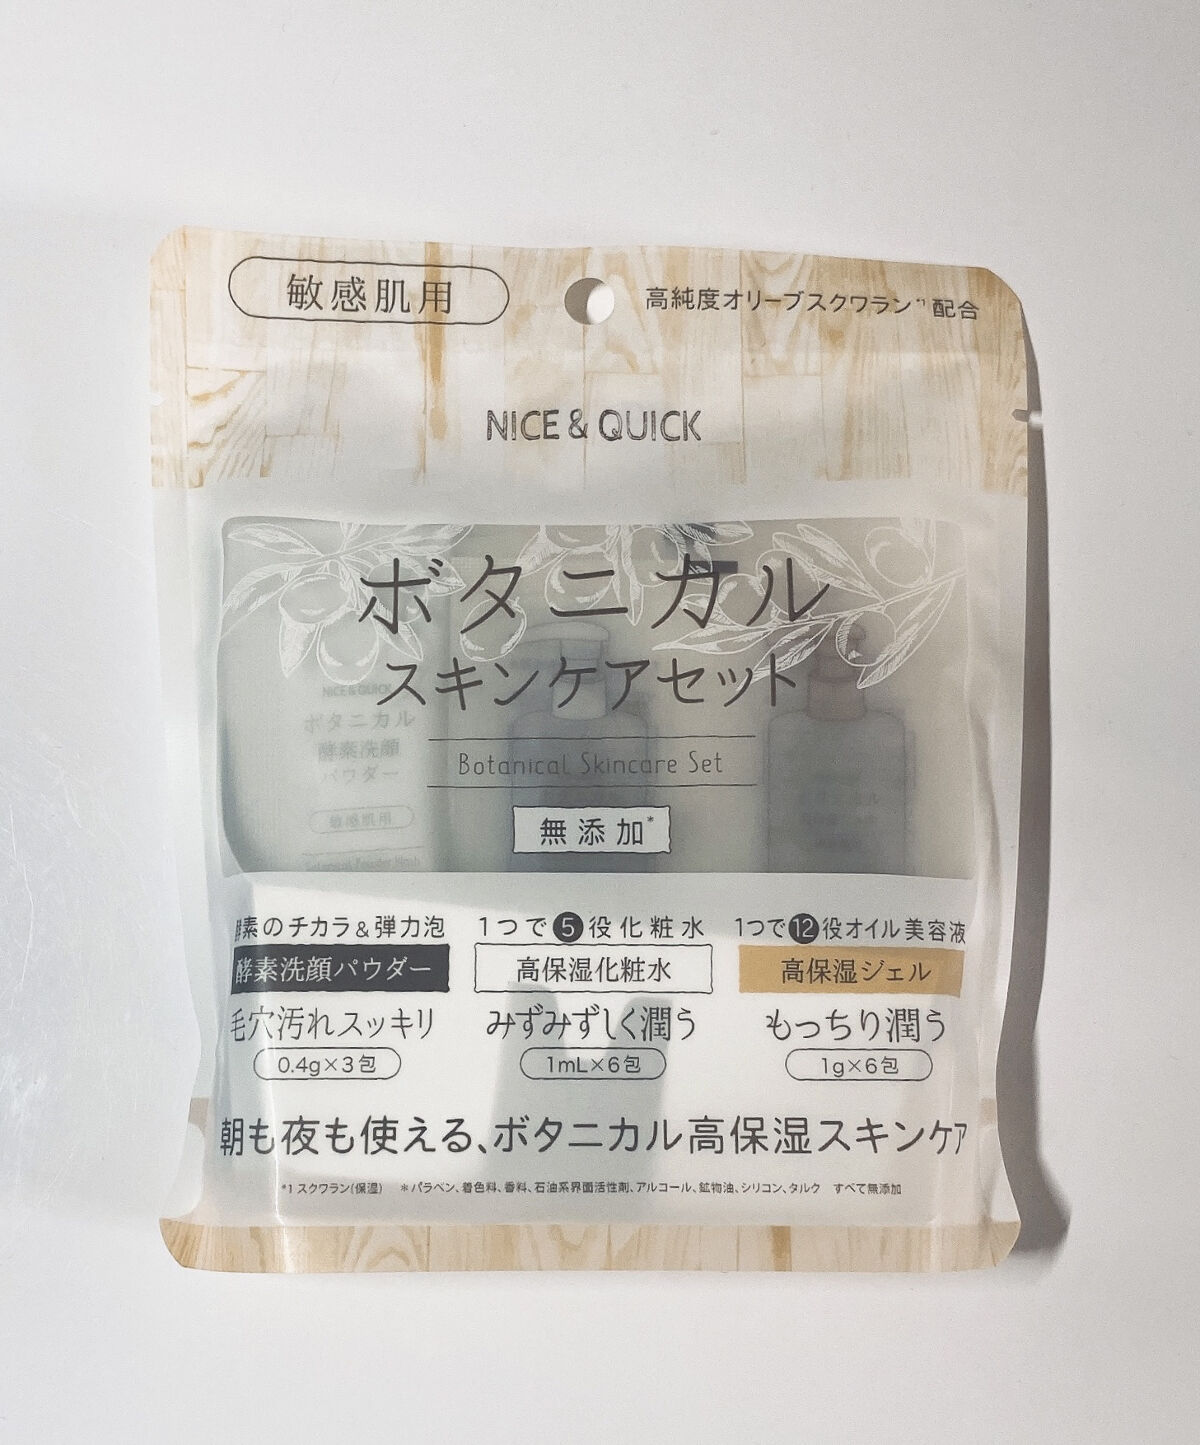 敏感肌用
高純度オリーブスクワラン*1配合
NICE & QUICK
ボタニカル
スキンケアセット
Botanical Skincare Set
無添加*
NICE & QUICK
ボタニカル
酵素洗顔
パウダー
敏感肌用
Botanical Powder Wash
酵素のチカラ&弾力泡
酵素洗顔パウダー
毛穴汚れスッキリ
0.4g×3包
1つで5役化粧水
高保湿化粧水
みずみずしく潤う
1mL×6包
1つで12役オイル美容液
高保湿ジェル
もっちり潤う
1g×6包
朝も夜も使える、ボタニカル高保湿スキンケア
*1 スクワラン(保湿) *パラベン、着色料、香料、石油系界面活性剤、アルコール、鉱物油、シリコン、タルク すべて無添加